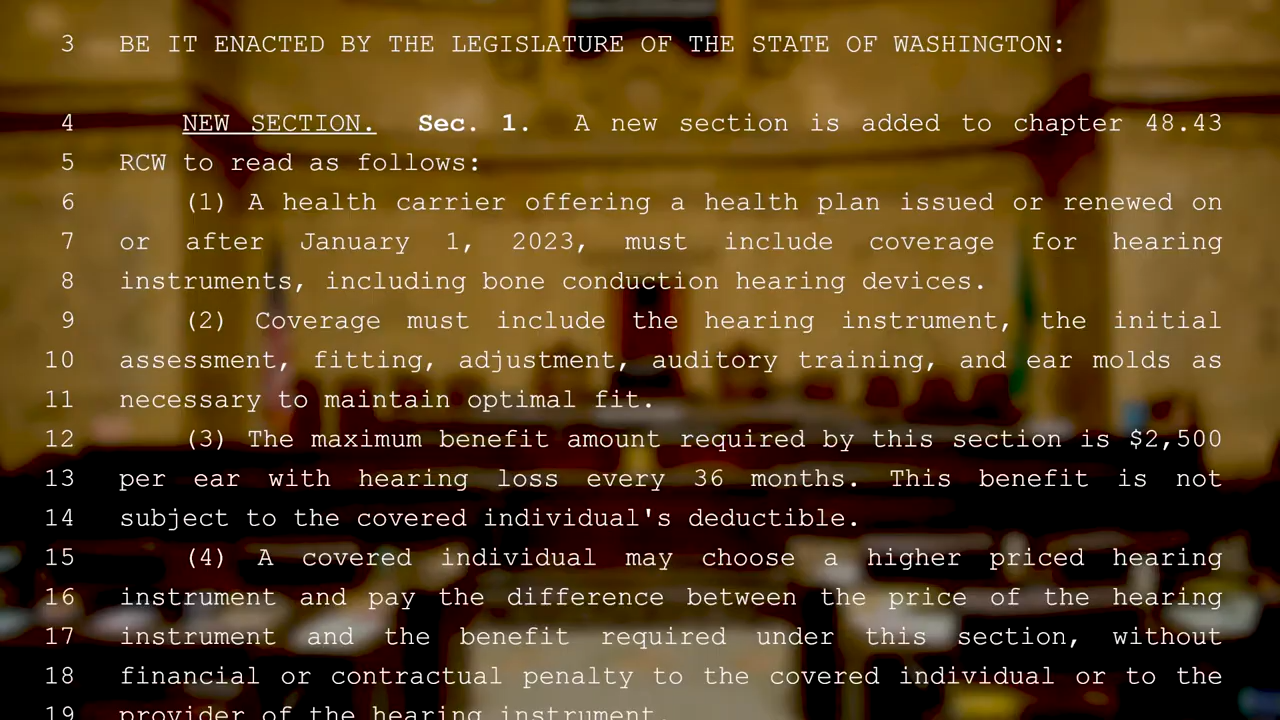 3 BE IT ENACTED BY THE LEGISLATURE OF THE STATE OF WASHINGTON:
4 NEW SECTION. Sec. 1. A new section is added to chapter 48.43
5 RCW to read as follows:
6 (1) A health carrier offering a health plan issued or renewed on
7 or after January 1, 2023, must include coverage for hearing
8 instruments, including bone conduction hearing devices.
9 (2) Coverage must include the hearing instrument, the initial
10 assessment, fitting, adjustment, auditory training, and ear molds as
11 necessary to maintain optimal fit.
12 (3) The maximum benefit amount required by this section is $2,500
13 per ear with hearing loss every 36 months. This benefit is not
14 subject to the covered individual's deductible.
15 (4) A covered individual may choose a higher priced hearing
16 instrument and pay the difference between the price of the hearing
17 instrument and the benefit required under this section, without
18 financial or contractual penalty to the covered individual or to the
19 provider of the hearing instrument.